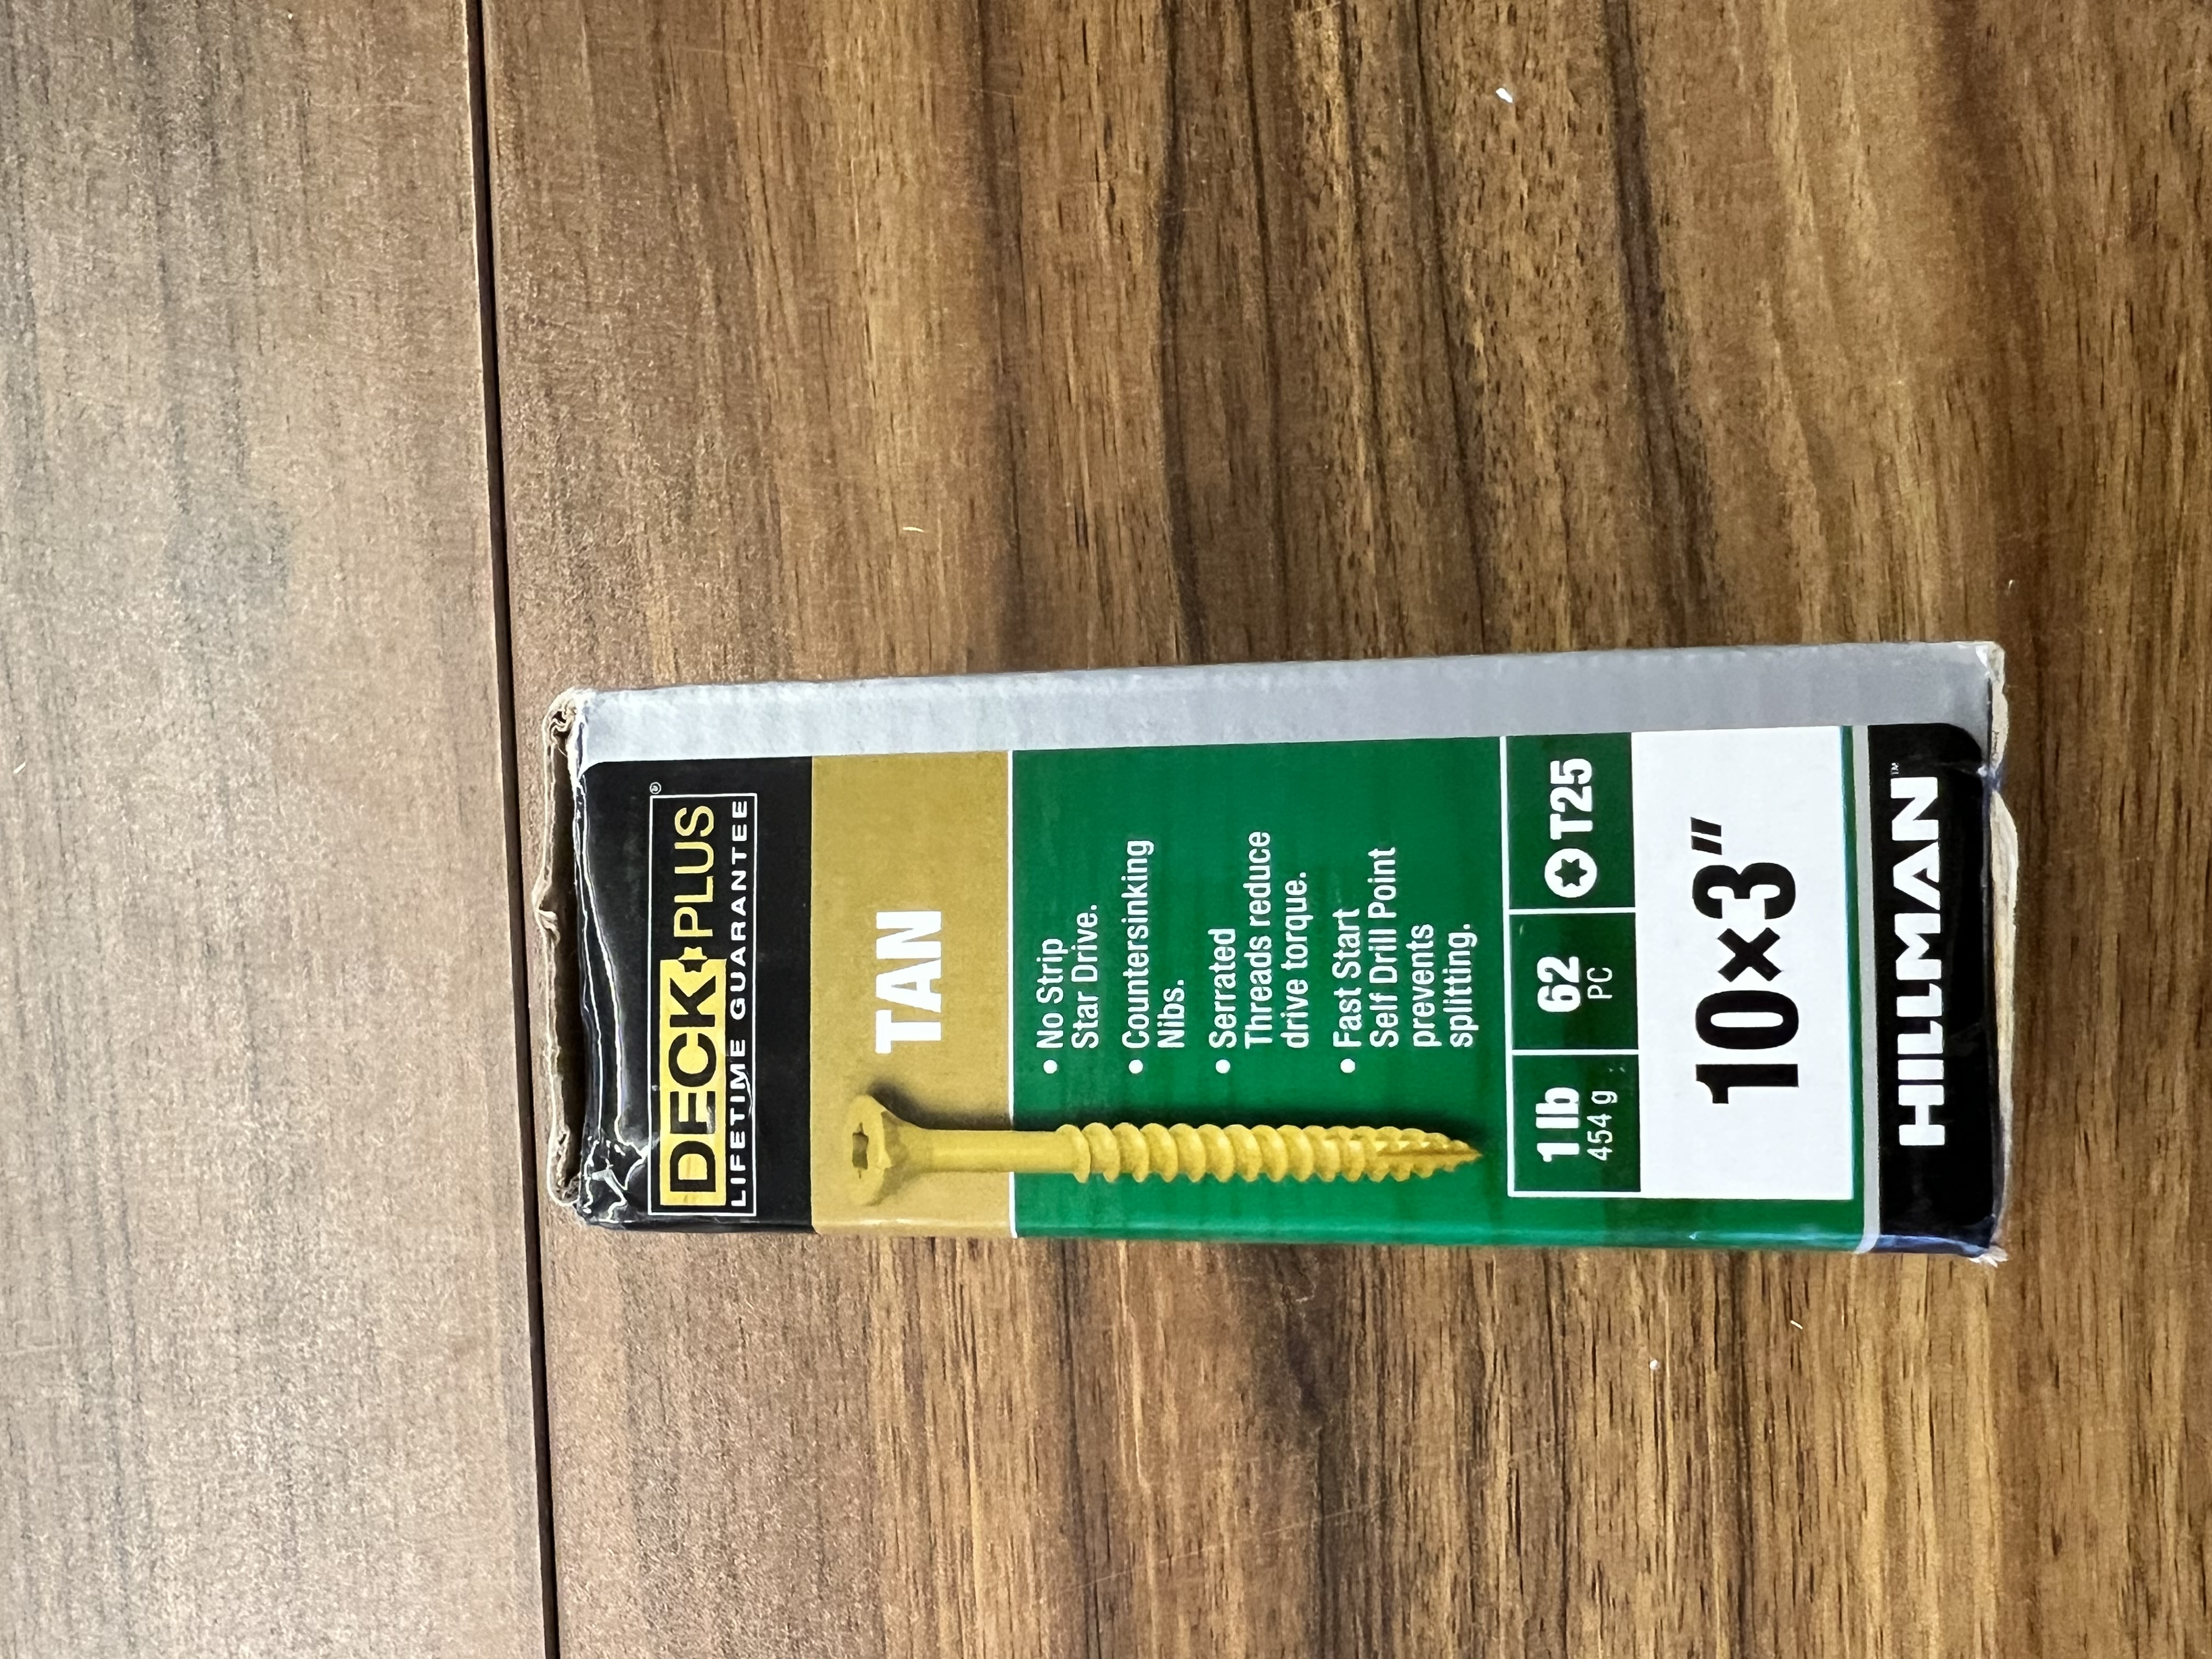 DECK PLUS®
LIFETIME GUARANTEE
TAN
• No Strip
Star Drive.
• Countersinking
Nibs.
• Serrated
Threads reduce
drive torque.
• Fast Start
Self Drill Point
prevents
splitting.
1 lb
454 g
62
PC
T25
10×3"
HILLMAN™